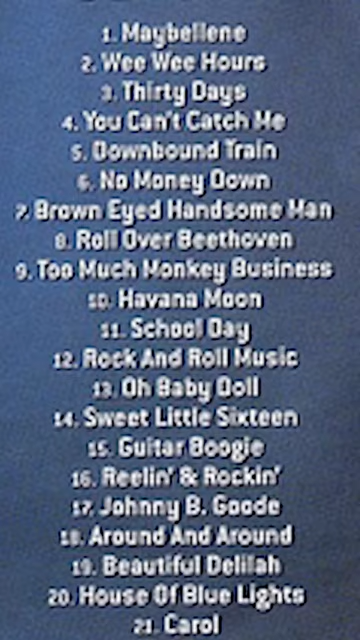 1. Maybellene
2. Wee Wee Hours
3. Thirty Days
4. You Can't Catch Me
5. Downbound Train
6. No Money Down
7. Brown Eyed Handsome Man
8. Roll Over Beethoven
9. Too Much Monkey Business
10. Havana Moon
11. School Day
12. Rock And Roll Music
13. Oh Baby Doll
14. Sweet Little Sixteen
15. Guitar Boogie
16. Reelin' & Rockin'
17. Johnny B. Goode
18. Around And Around
19. Beautiful Delilah
20. House Of Blue Lights
21. Carol